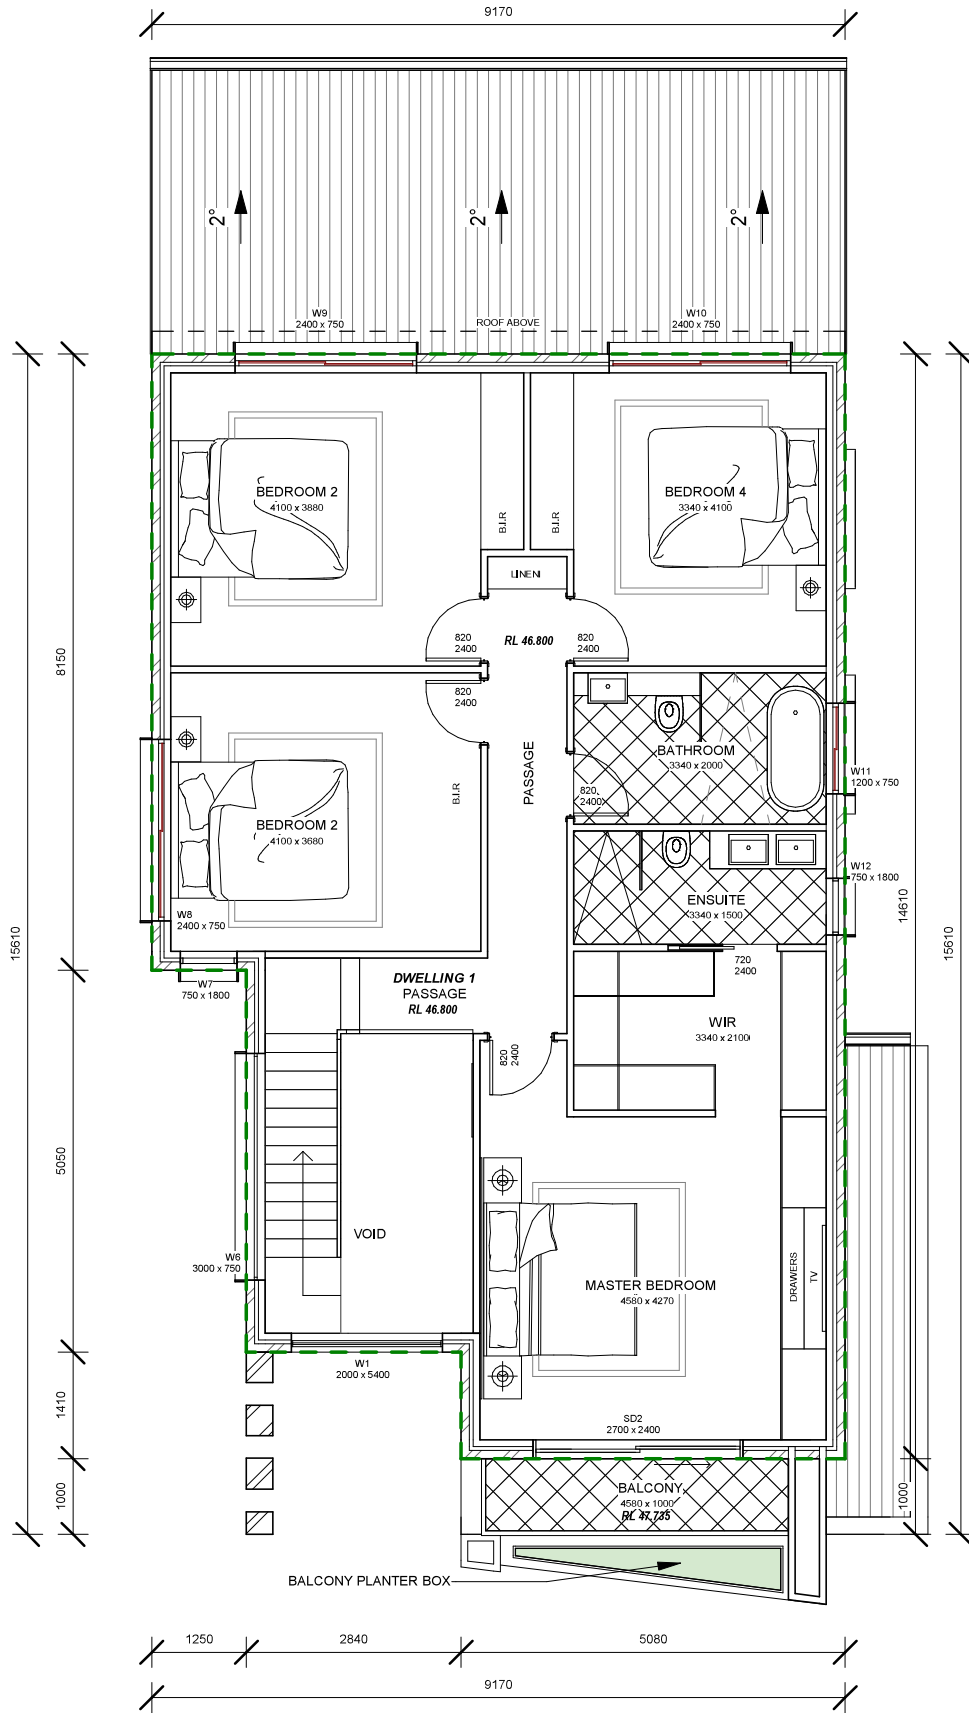 9170
2°
2°
2°
W9
2400 x 750
ROOF ABOVE
W10
2400 x 750
BEDROOM 2
4100 x 3880
B.I.R
B.I.R
BEDROOM 4
3340 x 4100
LINEN
820
2400
RL 46.800
820
2400
8150
820
2400
PASSAGE
BATHROOM
3340 x 2000
W11
1200 x 750
B.I.R
820
2400
BEDROOM 2
4100 x 3680
W12
750 x 1800
ENSUITE
3340 x 1500
W8
2400 x 750
14610
15610
15610
720
2400
DWELLING 1
PASSAGE
RL 46.800
W7
750 x 1800
WIR
3340 x 2100
820
2400
5050
VOID
W6
3000 x 750
MASTER BEDROOM
4580 x 4270
DRAWERS
TV
W1
2000 x 5400
1410
SD2
2700 x 2400
BALCONY
4580 x 1000
RL 47.735
1000
1000
BALCONY PLANTER BOX
1250
2840
5080
9170